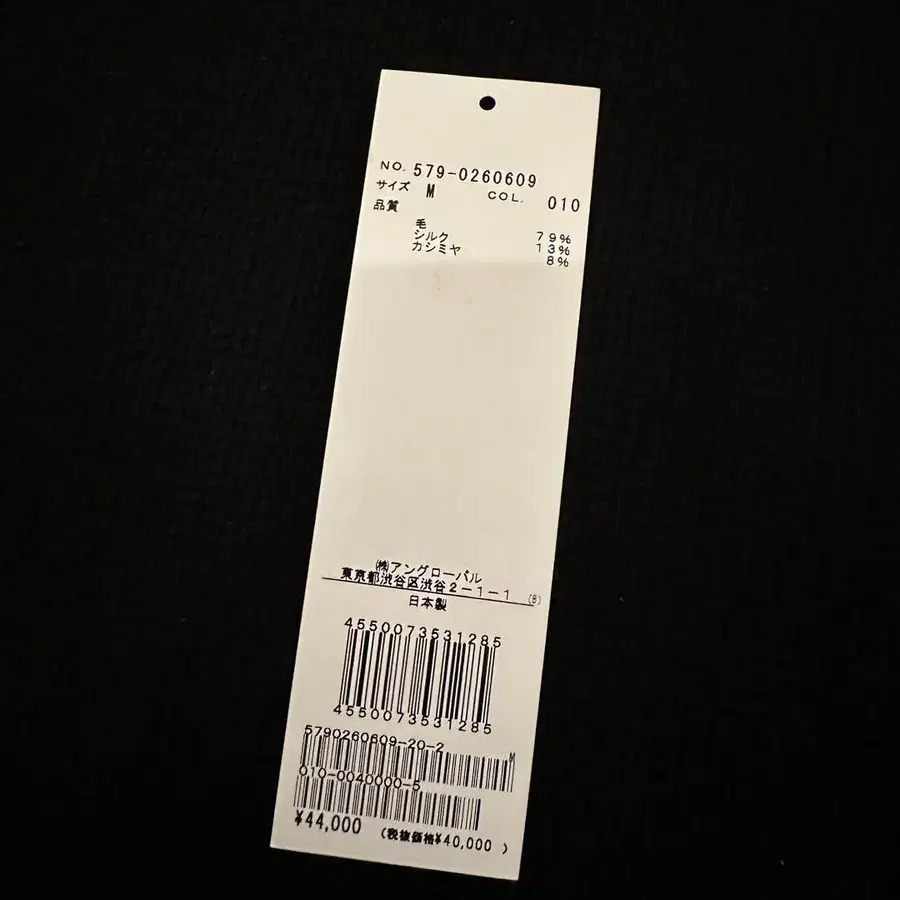 NO. 579-0260609
サイズ M COL. 010
品質
毛 79%
シルク 13%
カシミヤ 8%
㈱アングローバル
東京都渋谷区渋谷2-1-1 (8)
日本製
4550073531285
4550073531285
5790260609-20-2 M
010-0040000-5
¥44,000 (税抜価格¥40,000 )